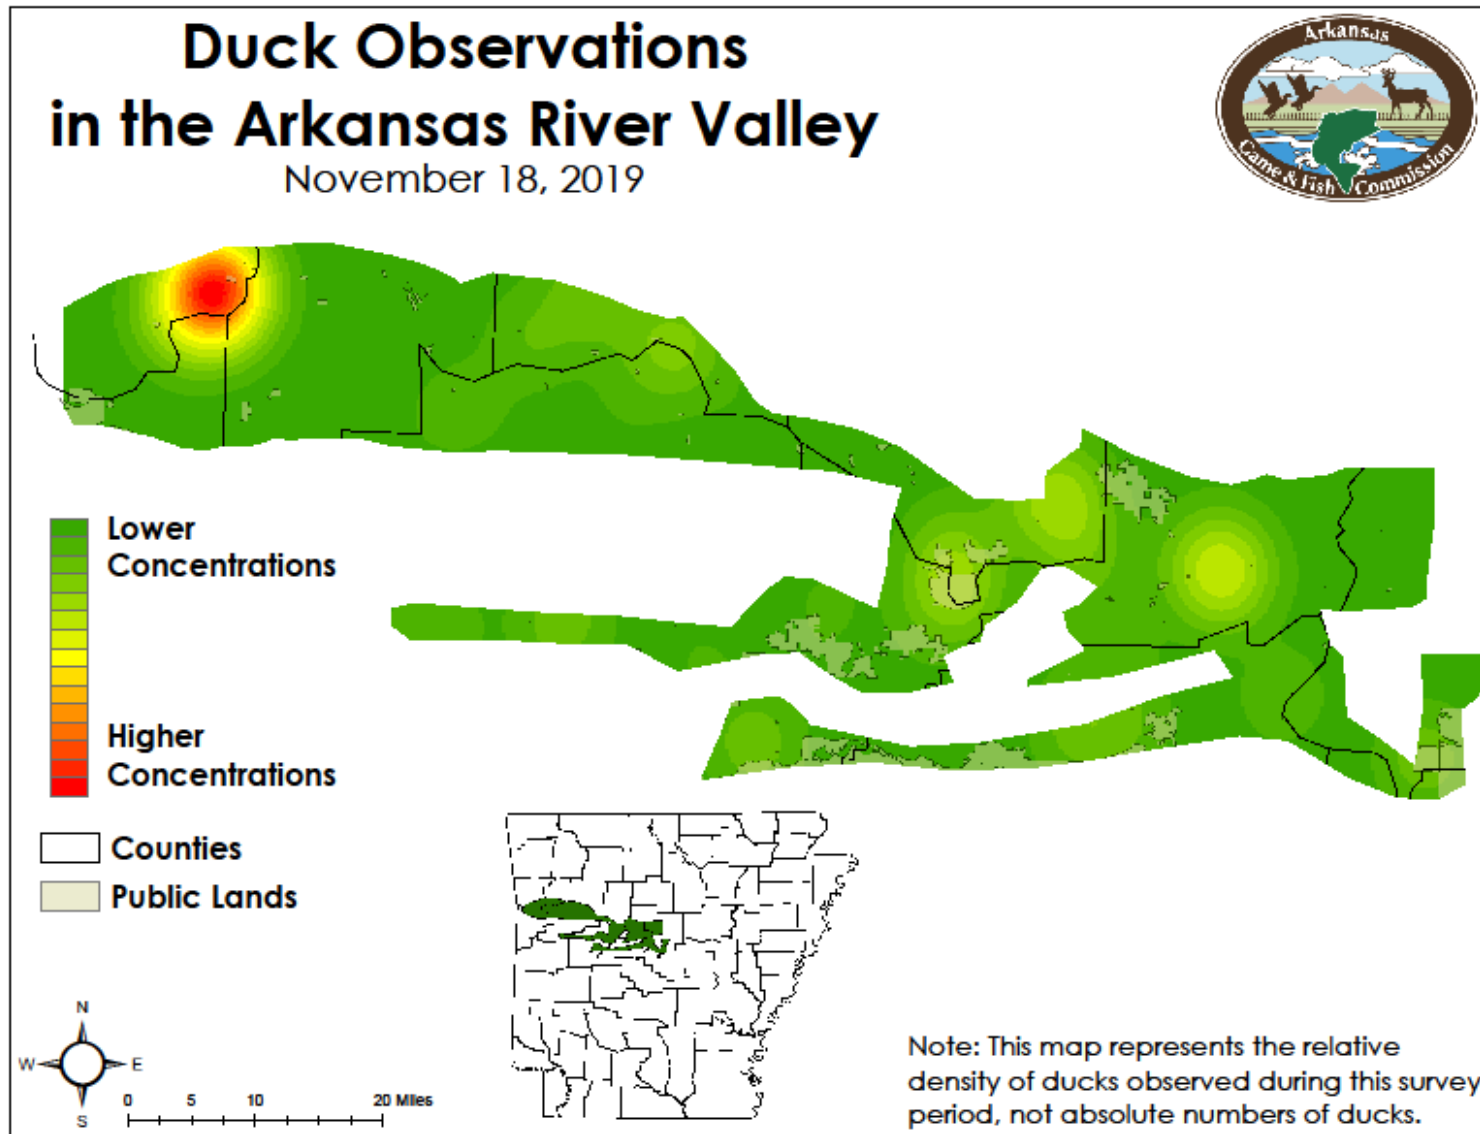 Duck Observations
in the Arkansas River Valley
November 18, 2019
Arkansas
Game & Fish Commission
Lower
Concentrations
Higher
Concentrations
Counties
Public Lands
N
W E
S
0 5 10 20 Miles
Note: This map represents the relative
density of ducks observed during this survey
period, not absolute numbers of ducks.